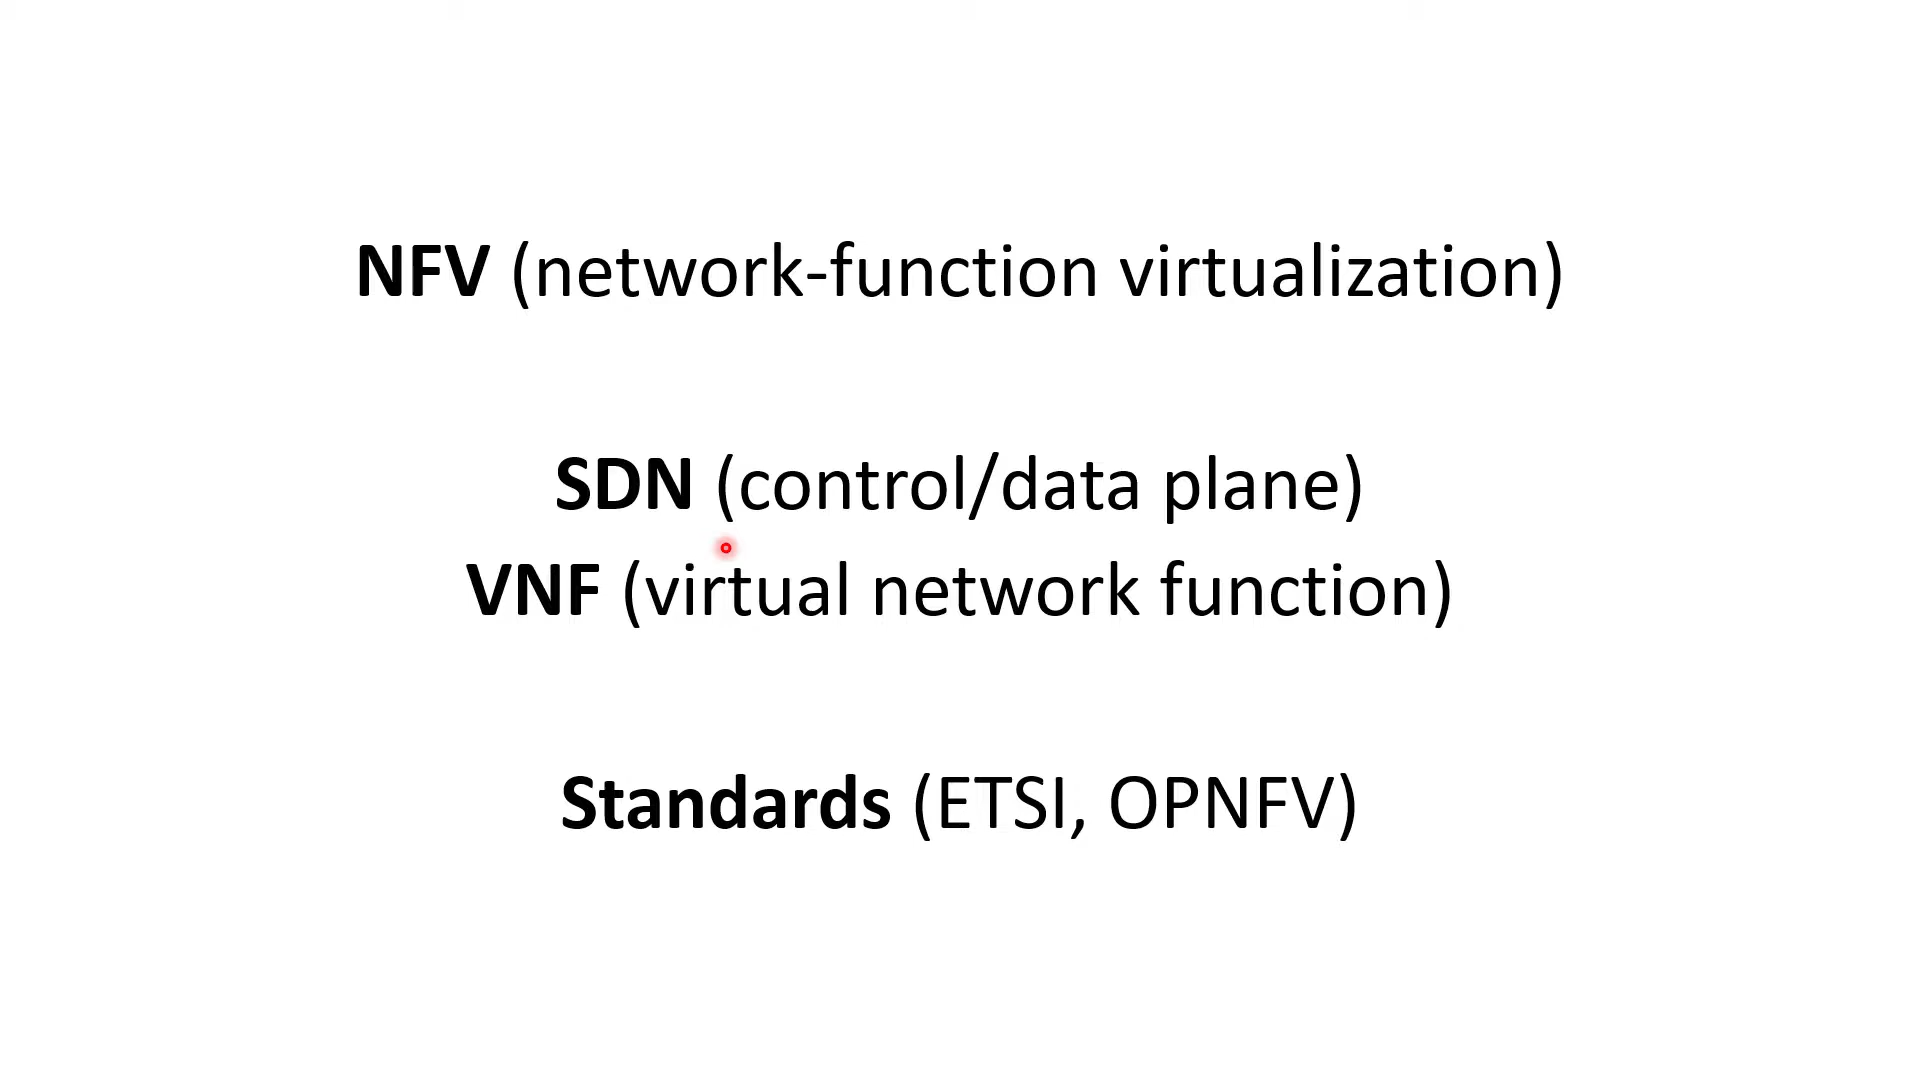 NFV (network-function virtualization)
SDN (control/data plane)
VNF (virtual network function)
Standards (ETSI, OPNFV)